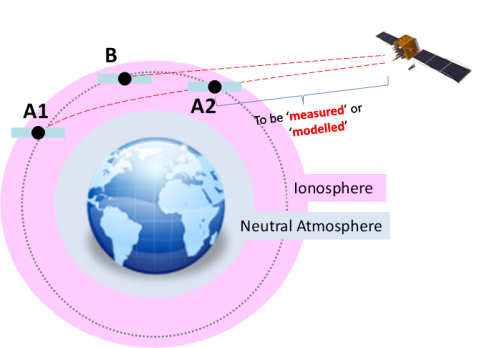 B
A1
A2
To be ‘measured’ or
‘modelled’
Ionosphere
Neutral Atmosphere